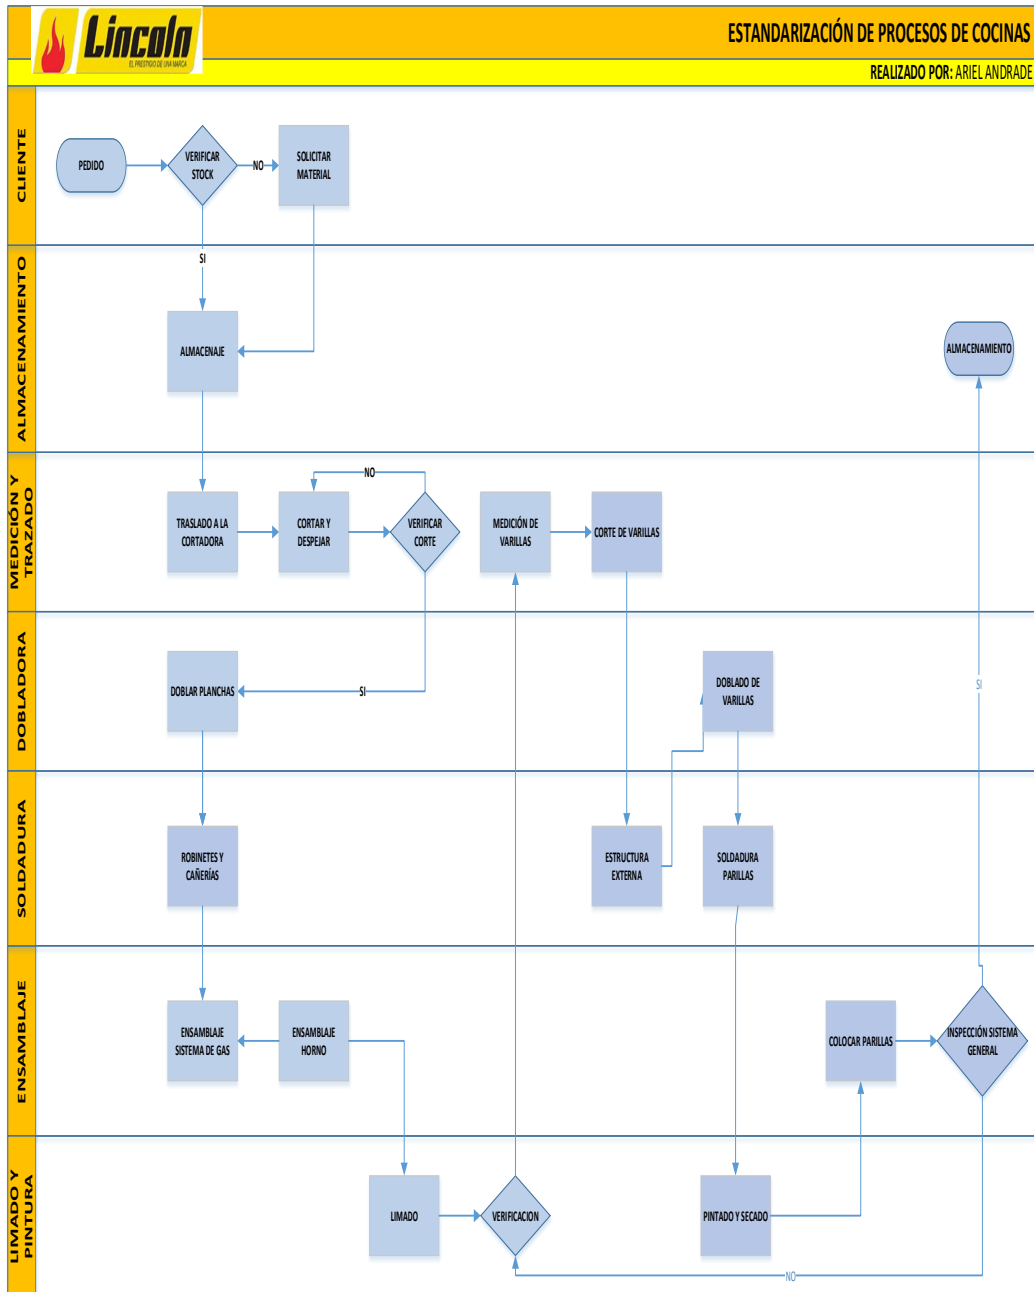 Lincoln
EL PRESTIGIO DE UNA MARCA
ESTANDARIZACIÓN DE PROCESOS DE COCINAS
REALIZADO POR: ARIEL ANDRADE
CLIENTE
PEDIDO
VERIFICAR
STOCK
NO
SOLICITAR
MATERIAL
SI
ALMACENAMIENTO
ALMACENAJE
ALMACENAMIENTO
MEDICIÓN Y
TRAZADO
NO
TRASLADO A LA
CORTADORA
CORTAR Y
DESPEJAR
VERIFICAR
CORTE
MEDICIÓN DE
VARILLAS
CORTE DE VARILLAS
DOBLADORA
DOBLAR PLANCHAS
SI
DOBLADO DE
VARILLAS
SI
SOLDADURA
ROBINETES Y
CAÑERÍAS
ESTRUCTURA
EXTERNA
SOLDADURA
PARILLAS
ENSAMBLAJE
ENSAMBLAJE
SISTEMA DE GAS
ENSAMBLAJE
HORNO
COLOCAR PARILLAS
INSPECCIÓN SISTEMA
GENERAL
LIMADO Y
PINTURA
LIMADO
VERIFICACION
PINTADO Y SECADO
NO